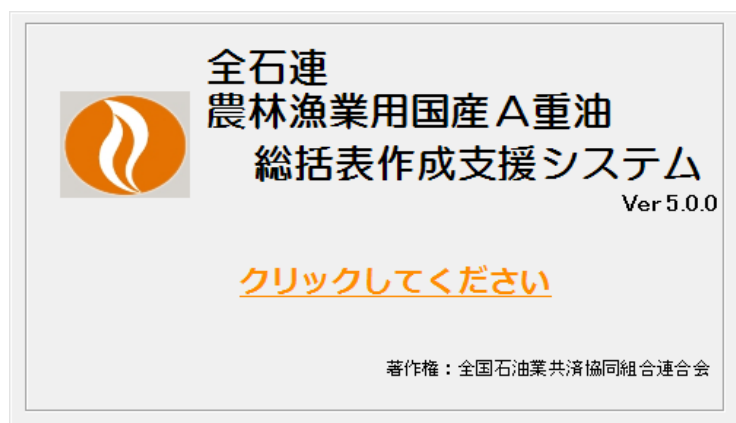 全石連
農林漁業用国産Ａ重油
総括表作成支援システム
Ver 5.0.0
クリックしてください
著作権：全国石油業共済協同組合連合会